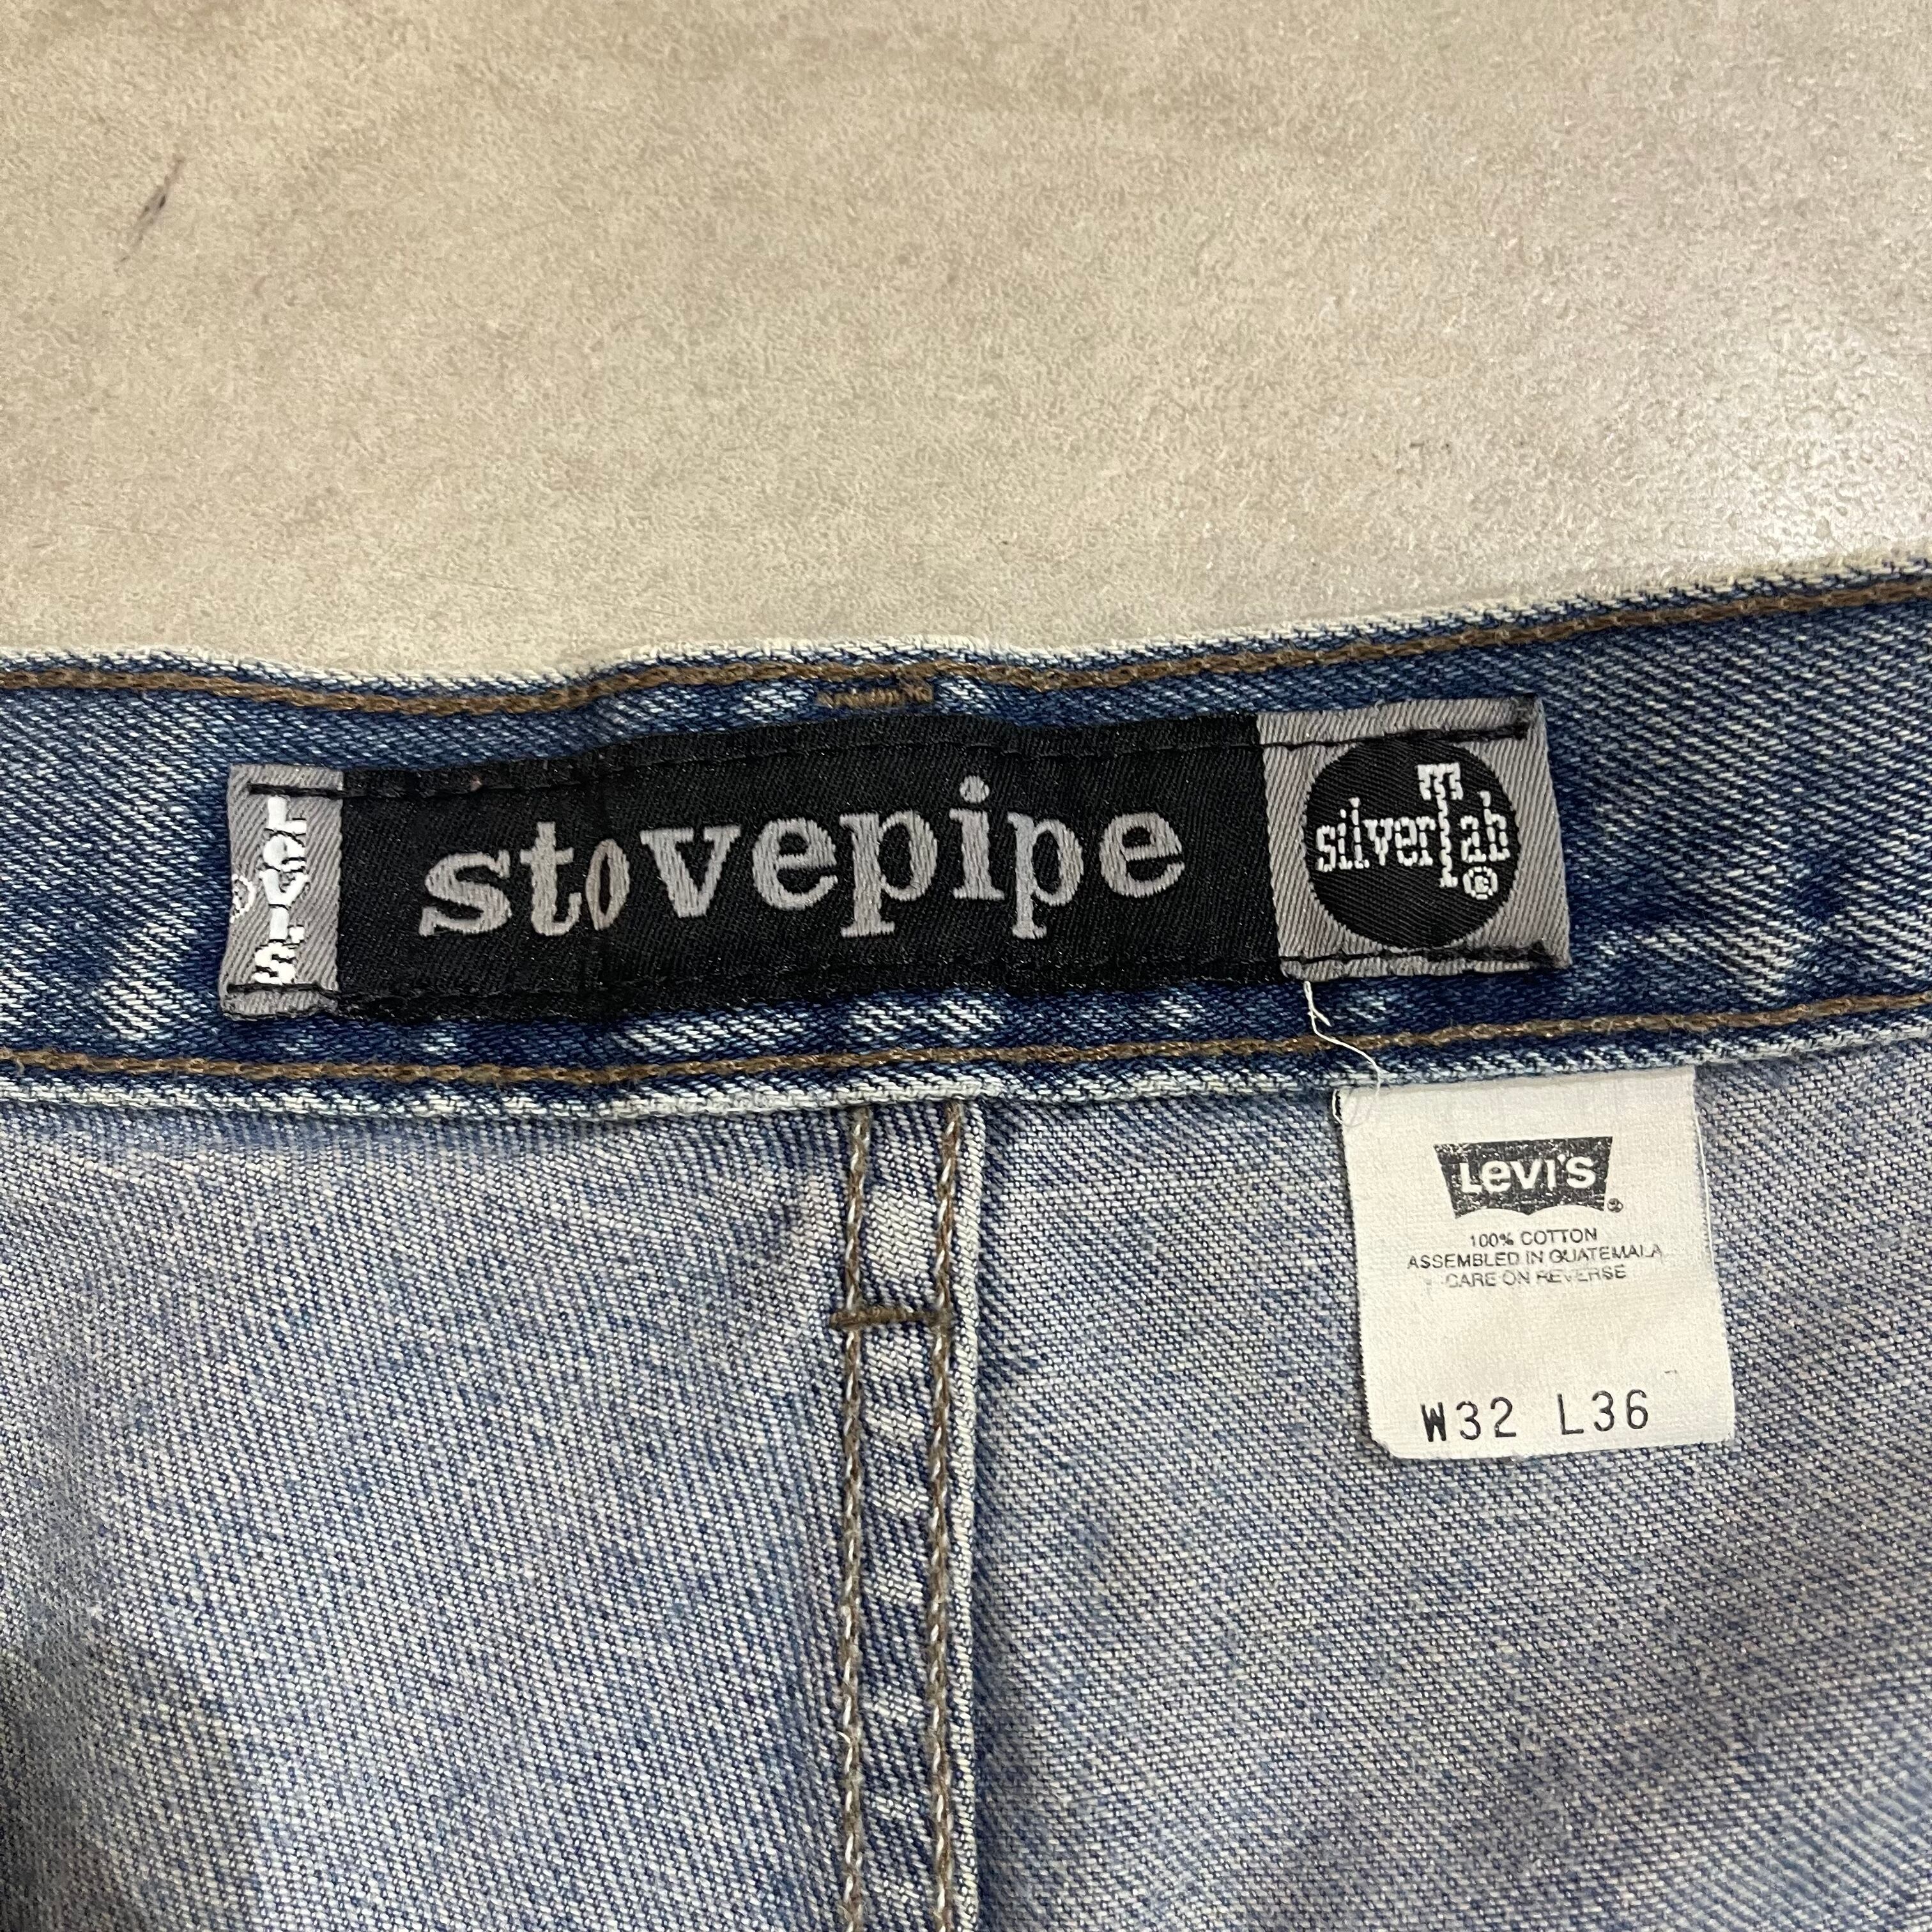 LEVI'S ®
stovepipe
silverTab ®
LEVI'S ®
100% COTTON
ASSEMBLED IN GUATEMALA
CARE ON REVERSE
W32 L36